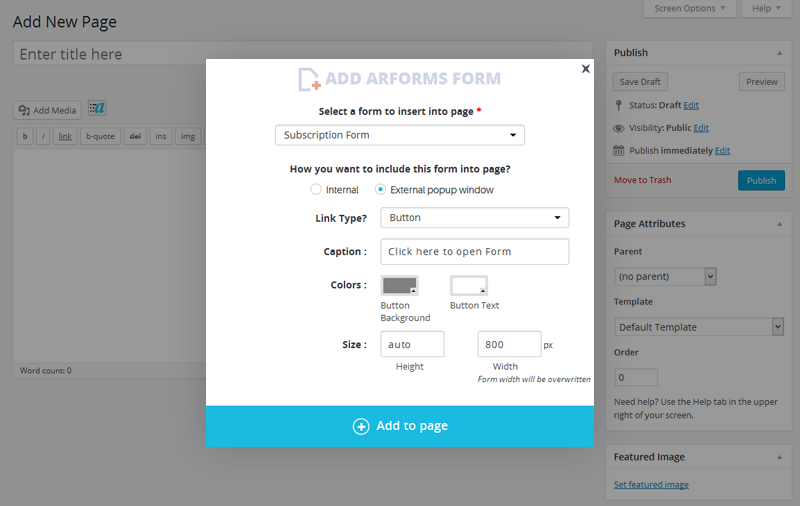 Screen Options
Help
Add New Page
Enter title here
Add Media
b
i
link
b-quote
del
ins
img
Word count: 0
ADD ARFORMS FORM
Select a form to insert into page *
Subscription Form
How you want to include this form into page?
Internal
External popup window
Link Type?
Button
Caption :
Click here to open Form
Colors :
Button
Background
Button Text
Size :
auto
800
px
Height
Width
Form width will be overwritten
Add to page
Publish
Save Draft
Preview
Status: Draft Edit
Visibility: Public Edit
Publish immediately Edit
Move to Trash
Publish
Page Attributes
Parent
(no parent)
Template
Default Template
Order
0
Need help? Use the Help tab in the upper
right of your screen.
Featured Image
Set featured image